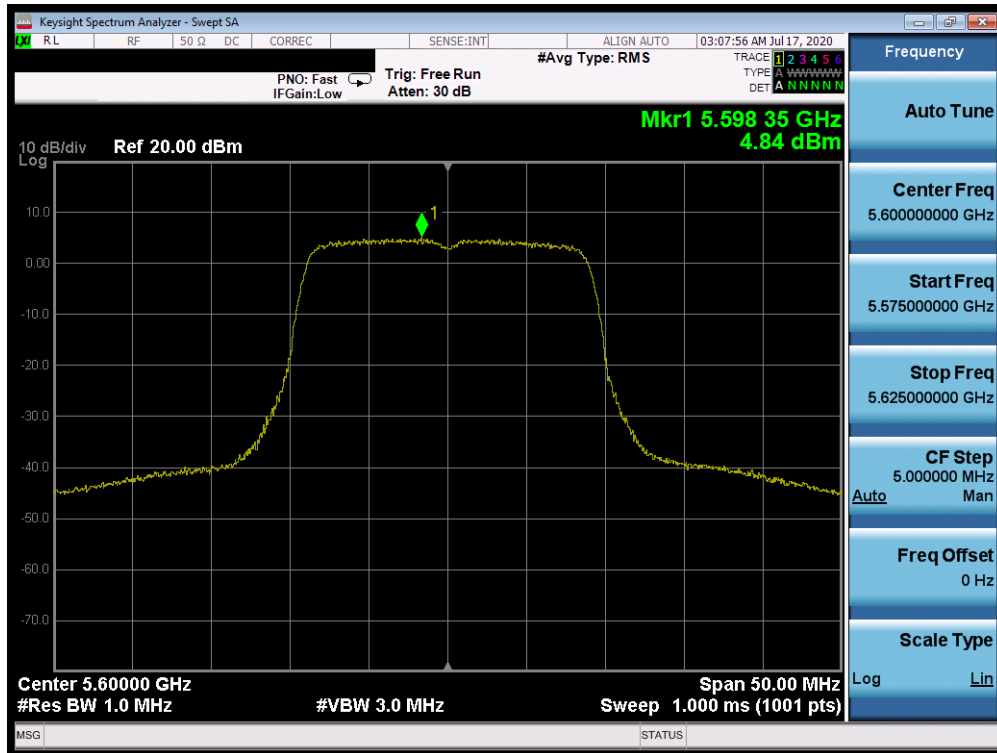 Keysight Spectrum Analyzer - Swept SA
LXI RL RF 50 Ω DC CORREC SENSE:INT ALIGN AUTO 03:07:56 AM Jul 17, 2020
#Avg Type: RMS
TRACE 1 2 3 4 5 6
TYPE A WWWWW
DET A N N N N N
PNO: Fast
IFGain:Low
Trig: Free Run
Atten: 30 dB
Mkr1 5.598 35 GHz
4.84 dBm
10 dB/div Ref 20.00 dBm
Log
1
10.0
0.00
-10.0
-20.0
-30.0
-40.0
-50.0
-60.0
-70.0
Center 5.60000 GHz Span 50.00 MHz
#Res BW 1.0 MHz #VBW 3.0 MHz Sweep 1.000 ms (1001 pts)
MSG STATUS
Frequency
Auto Tune
Center Freq
5.600000000 GHz
Start Freq
5.575000000 GHz
Stop Freq
5.625000000 GHz
CF Step
5.000000 MHz
Auto Man
Freq Offset
0 Hz
Scale Type
Log Lin